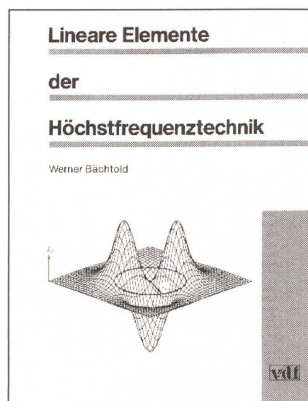 Lineare Elemente
der
Höchstfrequenztechnik
Werner Bächtold
vdf